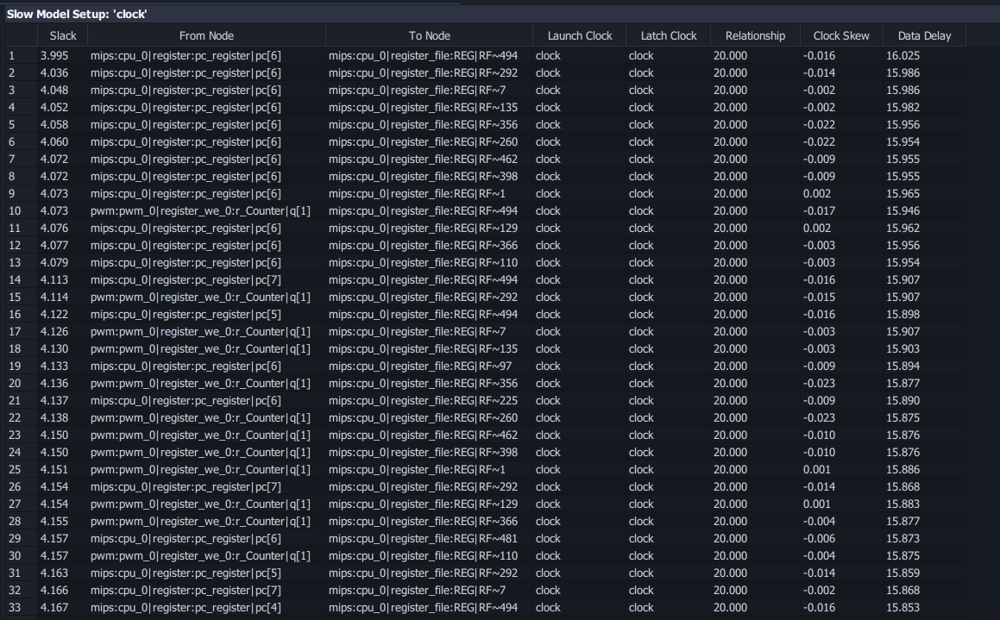 Slow Model Setup: 'clock'
Slack From Node To Node Launch Clock Latch Clock Relationship Clock Skew Data Delay
1 3.995 mips:cpu_0|register:pc_register|pc[6] mips:cpu_0|register_file:REG|RF~494 clock clock 20.000 -0.016 16.025
2 4.036 mips:cpu_0|register:pc_register|pc[6] mips:cpu_0|register_file:REG|RF~292 clock clock 20.000 -0.014 15.986
3 4.048 mips:cpu_0|register:pc_register|pc[6] mips:cpu_0|register_file:REG|RF~7 clock clock 20.000 -0.002 15.986
4 4.052 mips:cpu_0|register:pc_register|pc[6] mips:cpu_0|register_file:REG|RF~135 clock clock 20.000 -0.002 15.982
5 4.058 mips:cpu_0|register:pc_register|pc[6] mips:cpu_0|register_file:REG|RF~356 clock clock 20.000 -0.022 15.956
6 4.060 mips:cpu_0|register:pc_register|pc[6] mips:cpu_0|register_file:REG|RF~260 clock clock 20.000 -0.022 15.954
7 4.072 mips:cpu_0|register:pc_register|pc[6] mips:cpu_0|register_file:REG|RF~462 clock clock 20.000 -0.009 15.955
8 4.072 mips:cpu_0|register:pc_register|pc[6] mips:cpu_0|register_file:REG|RF~398 clock clock 20.000 -0.009 15.955
9 4.073 mips:cpu_0|register:pc_register|pc[6] mips:cpu_0|register_file:REG|RF~1 clock clock 20.000 0.002 15.965
10 4.073 pwm:pwm_0|register_we_0:r_Counter|q[1] mips:cpu_0|register_file:REG|RF~494 clock clock 20.000 -0.017 15.946
11 4.076 mips:cpu_0|register:pc_register|pc[6] mips:cpu_0|register_file:REG|RF~129 clock clock 20.000 0.002 15.962
12 4.077 mips:cpu_0|register:pc_register|pc[6] mips:cpu_0|register_file:REG|RF~366 clock clock 20.000 -0.003 15.956
13 4.079 mips:cpu_0|register:pc_register|pc[6] mips:cpu_0|register_file:REG|RF~110 clock clock 20.000 -0.003 15.954
14 4.113 mips:cpu_0|register:pc_register|pc[7] mips:cpu_0|register_file:REG|RF~494 clock clock 20.000 -0.016 15.907
15 4.114 pwm:pwm_0|register_we_0:r_Counter|q[1] mips:cpu_0|register_file:REG|RF~292 clock clock 20.000 -0.015 15.907
16 4.122 mips:cpu_0|register:pc_register|pc[5] mips:cpu_0|register_file:REG|RF~494 clock clock 20.000 -0.016 15.898
17 4.126 pwm:pwm_0|register_we_0:r_Counter|q[1] mips:cpu_0|register_file:REG|RF~7 clock clock 20.000 -0.003 15.907
18 4.130 pwm:pwm_0|register_we_0:r_Counter|q[1] mips:cpu_0|register_file:REG|RF~135 clock clock 20.000 -0.003 15.903
19 4.133 mips:cpu_0|register:pc_register|pc[6] mips:cpu_0|register_file:REG|RF~97 clock clock 20.000 -0.009 15.894
20 4.136 pwm:pwm_0|register_we_0:r_Counter|q[1] mips:cpu_0|register_file:REG|RF~356 clock clock 20.000 -0.023 15.877
21 4.137 mips:cpu_0|register:pc_register|pc[6] mips:cpu_0|register_file:REG|RF~225 clock clock 20.000 -0.009 15.890
22 4.138 pwm:pwm_0|register_we_0:r_Counter|q[1] mips:cpu_0|register_file:REG|RF~260 clock clock 20.000 -0.023 15.875
23 4.150 pwm:pwm_0|register_we_0:r_Counter|q[1] mips:cpu_0|register_file:REG|RF~462 clock clock 20.000 -0.010 15.876
24 4.150 pwm:pwm_0|register_we_0:r_Counter|q[1] mips:cpu_0|register_file:REG|RF~398 clock clock 20.000 -0.010 15.876
25 4.151 pwm:pwm_0|register_we_0:r_Counter|q[1] mips:cpu_0|register_file:REG|RF~1 clock clock 20.000 0.001 15.886
26 4.154 mips:cpu_0|register:pc_register|pc[7] mips:cpu_0|register_file:REG|RF~292 clock clock 20.000 -0.014 15.868
27 4.154 pwm:pwm_0|register_we_0:r_Counter|q[1] mips:cpu_0|register_file:REG|RF~129 clock clock 20.000 0.001 15.883
28 4.155 pwm:pwm_0|register_we_0:r_Counter|q[1] mips:cpu_0|register_file:REG|RF~366 clock clock 20.000 -0.004 15.877
29 4.157 mips:cpu_0|register:pc_register|pc[6] mips:cpu_0|register_file:REG|RF~481 clock clock 20.000 -0.006 15.873
30 4.157 pwm:pwm_0|register_we_0:r_Counter|q[1] mips:cpu_0|register_file:REG|RF~110 clock clock 20.000 -0.004 15.875
31 4.163 mips:cpu_0|register:pc_register|pc[5] mips:cpu_0|register_file:REG|RF~292 clock clock 20.000 -0.014 15.859
32 4.166 mips:cpu_0|register:pc_register|pc[7] mips:cpu_0|register_file:REG|RF~7 clock clock 20.000 -0.002 15.868
33 4.167 mips:cpu_0|register:pc_register|pc[4] mips:cpu_0|register_file:REG|RF~494 clock clock 20.000 -0.016 15.853